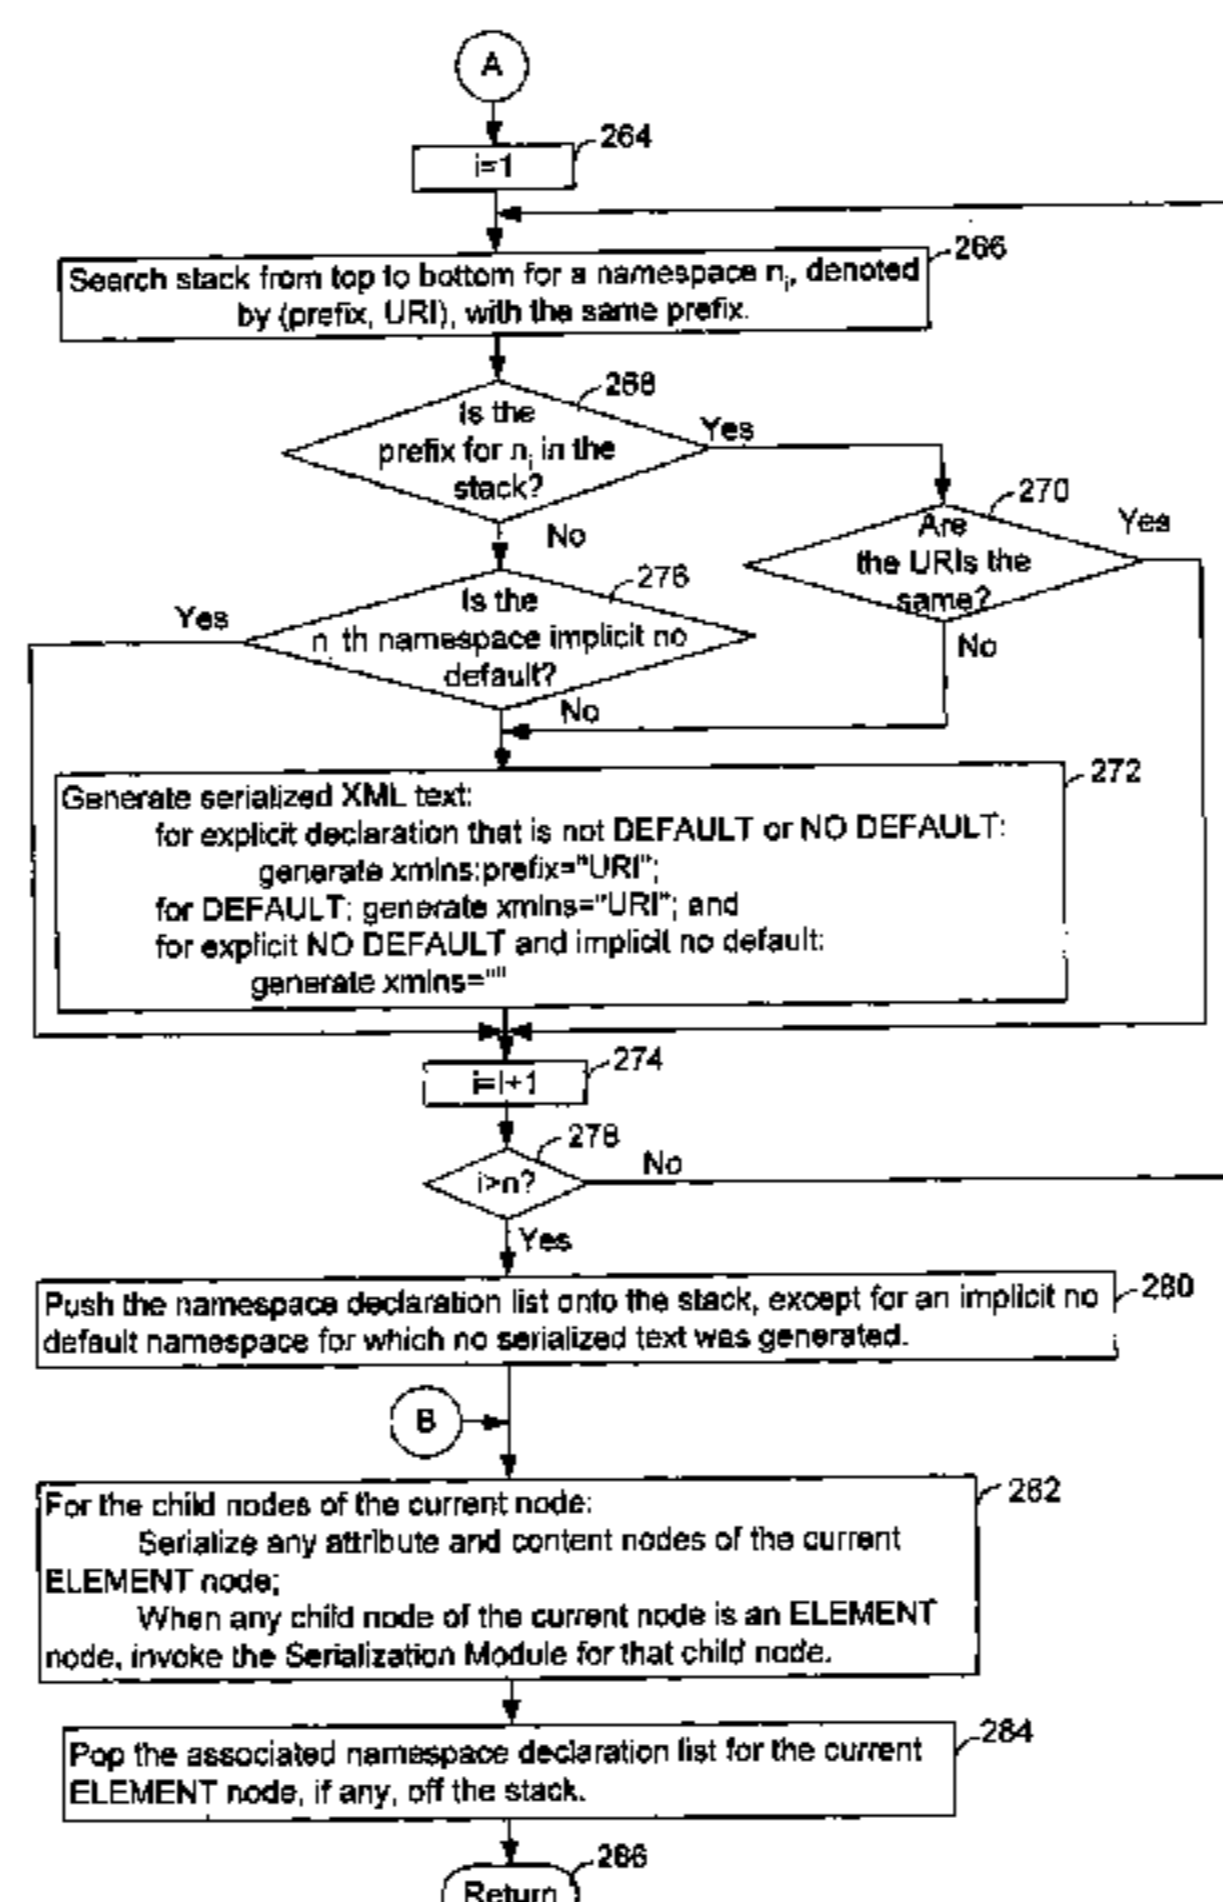 A
264
i=1
266
Search stack from top to bottom for a namespace ni, denoted
by (prefix, URI), with the same prefix.
268
Is the
prefix for ni in the
stack?
Yes
No
270
Are
the URIs the
same?
Yes
No
276
Is the
ni th namespace implicit no
default?
Yes
No
272
Generate serialized XML text:
for explicit declaration that is not DEFAULT or NO DEFAULT:
generate xmlns:prefix="URI";
for DEFAULT: generate xmlns="URI"; and
for explicit NO DEFAULT and implicit no default:
generate xmlns=""
274
i=i+1
278
i>n?
No
Yes
280
Push the namespace declaration list onto the stack, except for an implicit no
default namespace for which no serialized text was generated.
B
282
For the child nodes of the current node:
Serialize any attribute and content nodes of the current
ELEMENT node;
When any child node of the current node is an ELEMENT
node, invoke the Serialization Module for that child node.
284
Pop the associated namespace declaration list for the current
ELEMENT node, if any, off the stack.
286
Return